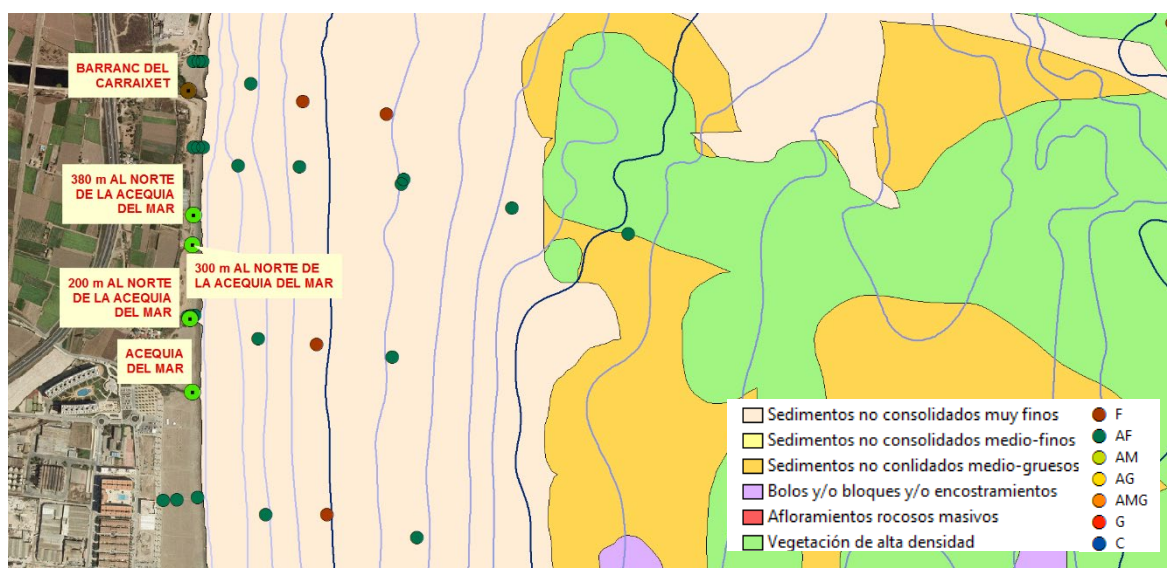 BARRANC DEL
CARRAIXET
380 m AL NORTE
DE LA ACEQUIA
DEL MAR
300 m AL NORTE DE
LA ACEQUIA DEL MAR
200 m AL NORTE
DE LA ACEQUIA
DEL MAR
ACEQUIA
DEL MAR
Sedimentos no consolidados muy finos
Sedimentos no consolidados medio-finos
Sedimentos no conlidados medio-gruesos
Bolos y/o bloques y/o encostramientos
Afloramientos rocosos masivos
Vegetación de alta densidad
F
AF
AM
AG
AMG
G
C